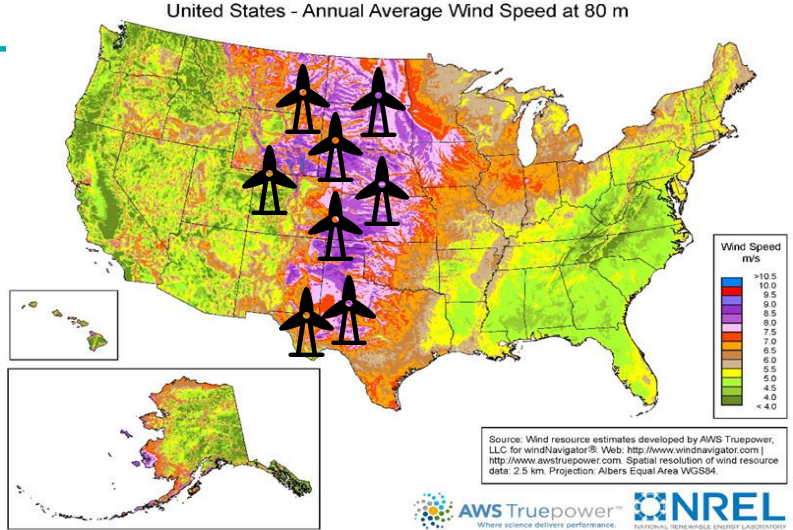 United States - Annual Average Wind Speed at 80 m
Wind Speed
m/s
>10.5
10.0
9.5
9.0
8.5
8.0
7.5
7.0
6.5
6.0
5.5
5.0
4.5
4.0
< 4.0
Source: Wind resource estimates developed by AWS Truepower,
LLC for windNavigator®. Web: http://www.windnavigator.com |
http://www.awstruepower.com. Spatial resolution of wind resource
data: 2.5 km. Projection: Albers Equal Area WGS84.
AWS Truepower™
Where science delivers performance.
NREL
NATIONAL RENEWABLE ENERGY LABORATORY